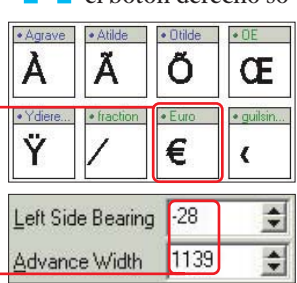 el botón derecho so
Agrave Atilde Otilde OE
À Ã Õ Œ
Ydiere... fraction Euro guilsin...
Ÿ ⁄ € ‹
Left Side Bearing -28
Advance Width 1139